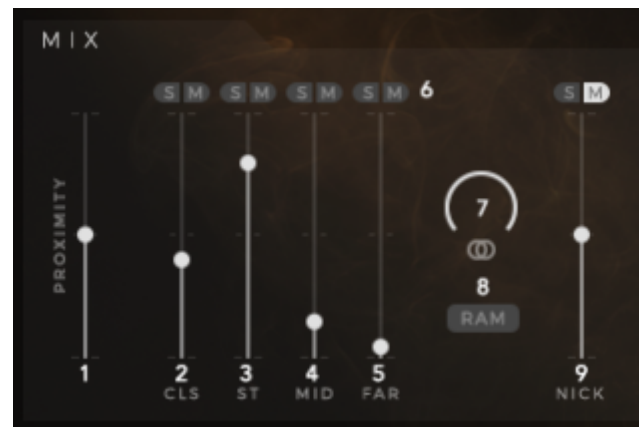 MIX
S M S M S M S M 6 S M
PROXIMITY
7
8
RAM
1 2 3 4 5 9
CLS ST MID FAR NICK